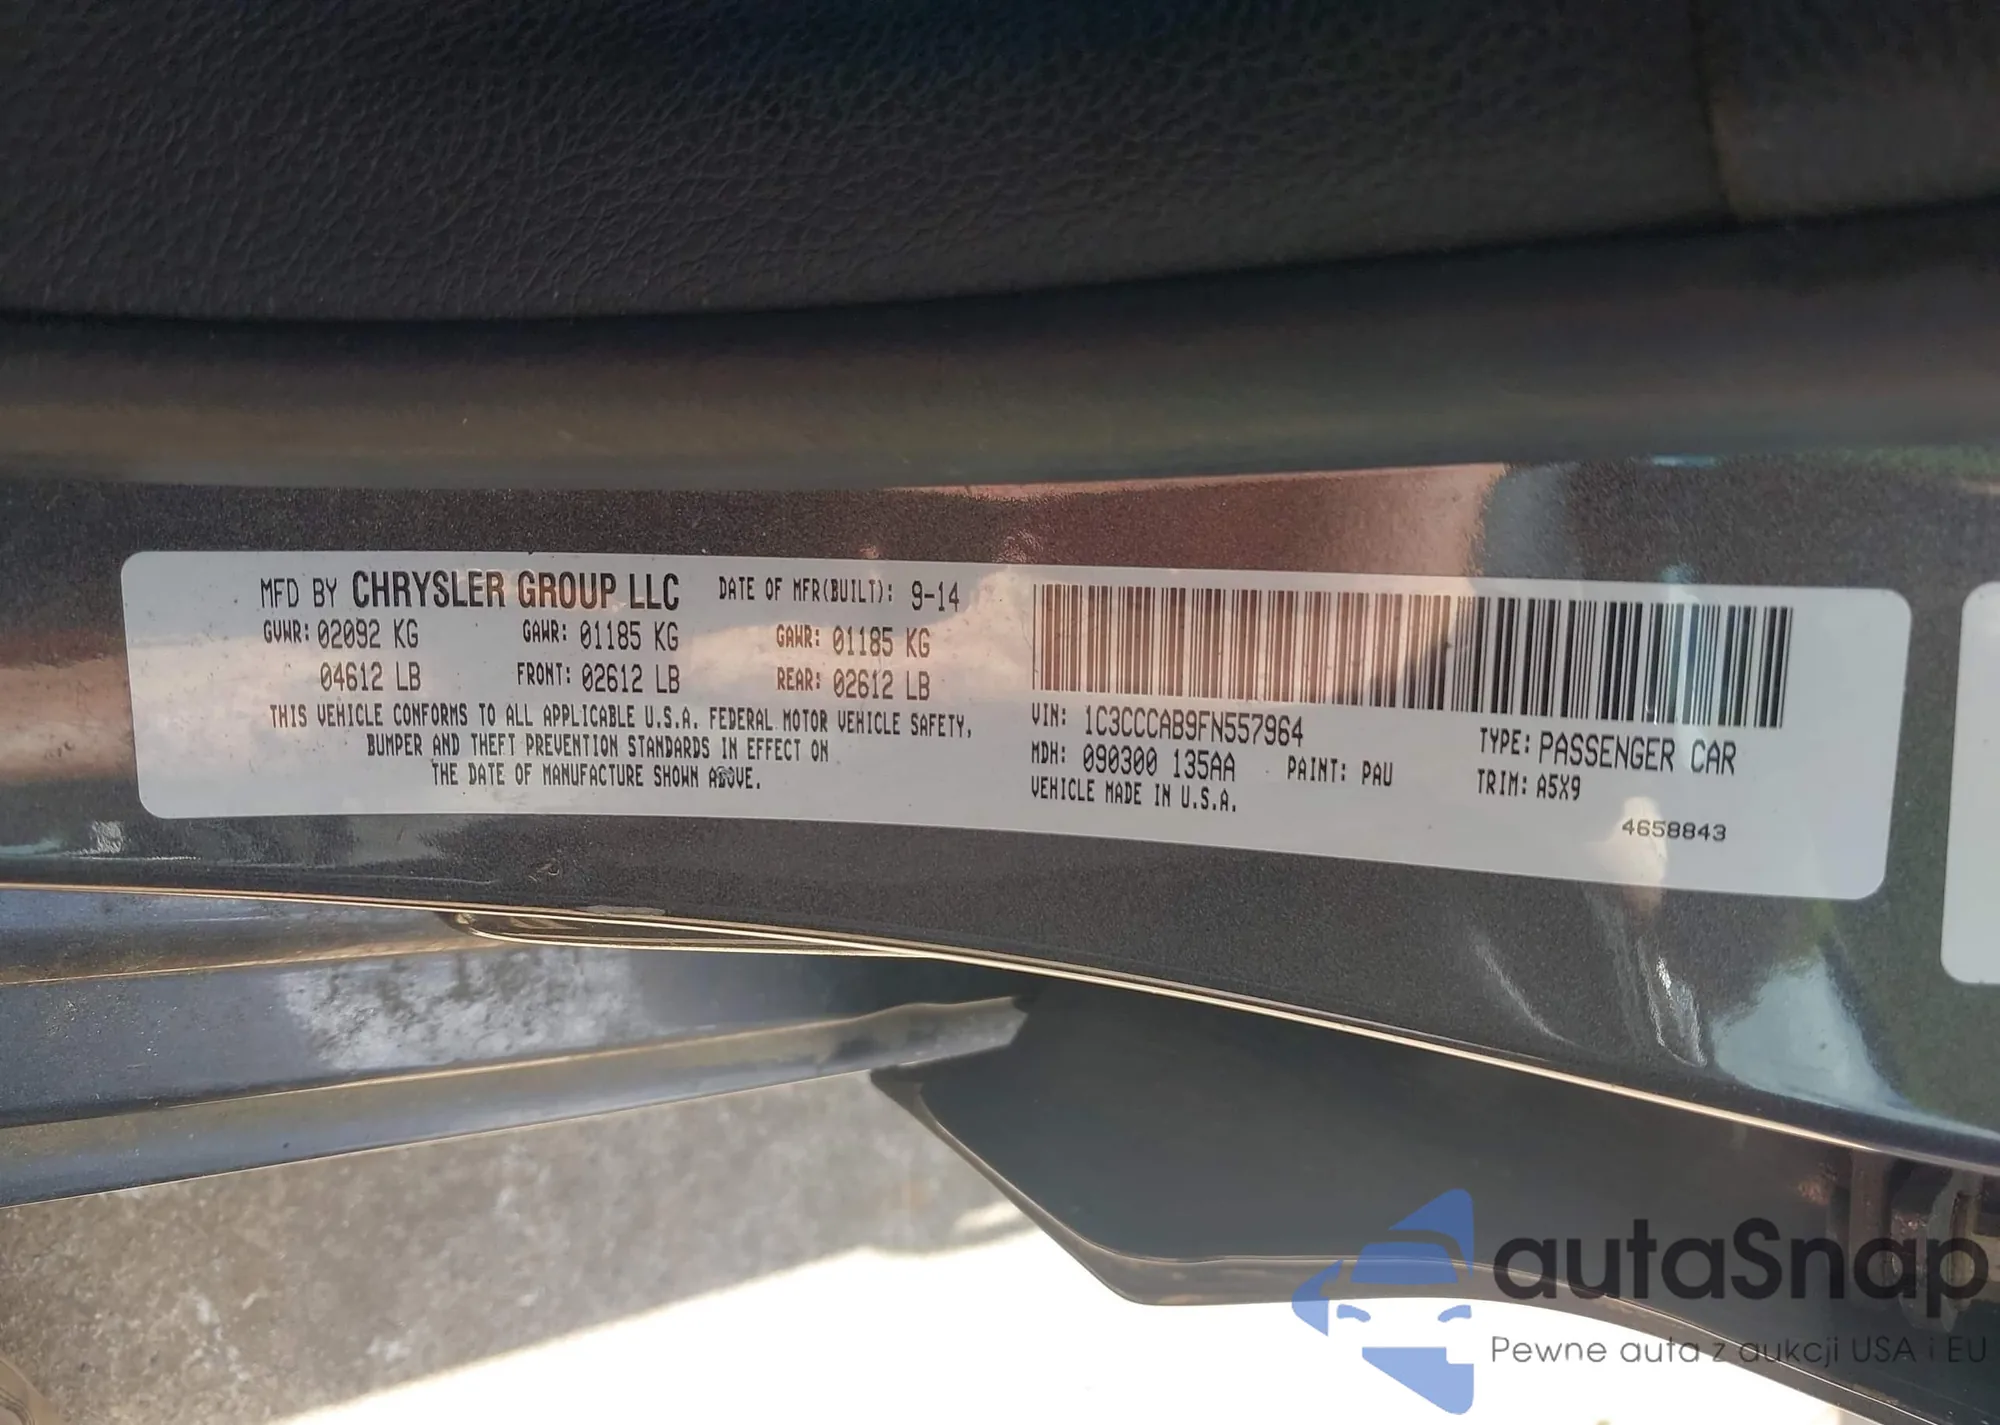 MFD BY CHRYSLER GROUP LLC DATE OF MFR(BUILT): 9-14
GVWR: 02092 KG GAWR: 01185 KG GAWR: 01185 KG
04612 LB FRONT: 02612 LB REAR: 02612 LB
THIS VEHICLE CONFORMS TO ALL APPLICABLE U.S.A. FEDERAL MOTOR VEHICLE SAFETY,
BUMPER AND THEFT PREVENTION STANDARDS IN EFFECT ON
THE DATE OF MANUFACTURE SHOWN ABOVE.
VIN: 1C3CCCAB9FN557964 TYPE: PASSENGER CAR
MDH: 090300 135AA PAINT: PAU TRIM: A5X9
VEHICLE MADE IN U.S.A.
4658843
autaSnap
Pewne auta z aukcji USA i EU